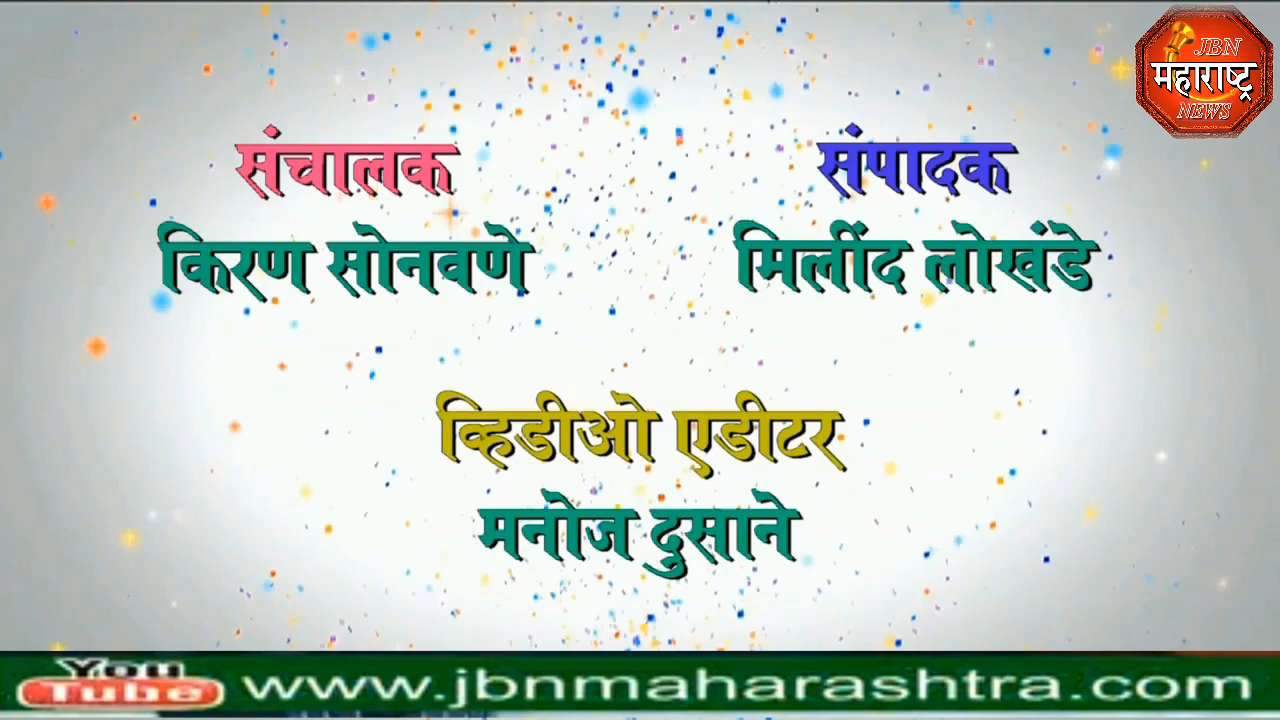 JBN
महाराष्ट्र
NEWS
संचालक
किरण सोनवणे
संपादक
मिलींद लोखंडे
व्हिडीओ एडीटर
मनोज दुसाने
You
Tube
www.jbnmaharashtra.com